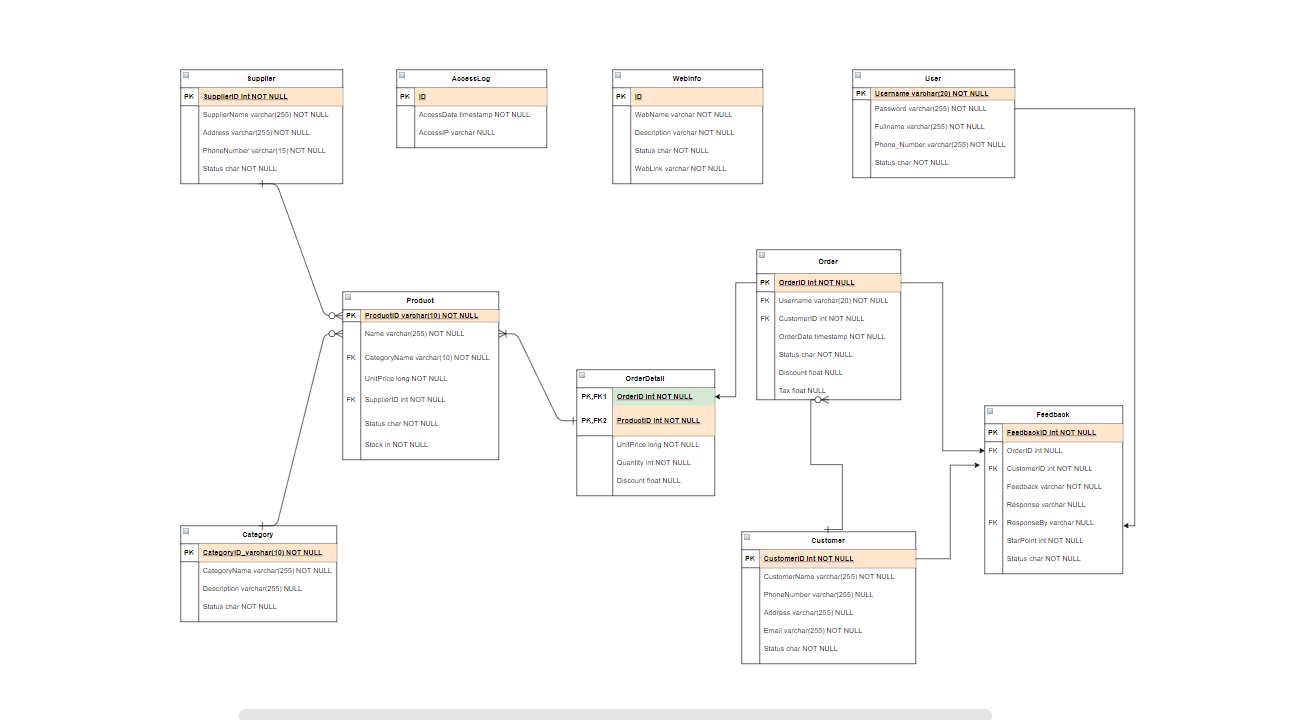 Supplier
PK SupplierID int NOT NULL
SupplierName varchar(255) NOT NULL
Address varchar(255) NOT NULL
PhoneNumber varchar(15) NOT NULL
Status char NOT NULL
AccessLog
PK ID
AccessDate timestamp NOT NULL
AccessIP varchar NULL
WebInfo
PK ID
WebName varchar NOT NULL
Description varchar NOT NULL
Status char NOT NULL
WebLink varchar NOT NULL
User
PK Username varchar(20) NOT NULL
Password varchar(255) NOT NULL
Fullname varchar(255) NOT NULL
Phone_Number varchar(255) NOT NULL
Status char NOT NULL
Product
PK ProductID varchar(10) NOT NULL
Name varchar(255) NOT NULL
FK CategoryName varchar(10) NOT NULL
UnitPrice long NOT NULL
FK SupplierID int NOT NULL
Status char NOT NULL
Stock in NOT NULL
Order
PK OrderID int NOT NULL
FK Username varchar(20) NOT NULL
FK CustomerID int NOT NULL
OrderDate timestamp NOT NULL
Status char NOT NULL
Discount float NULL
Tax float NULL
OrderDetail
PK,FK1 OrderID int NOT NULL
PK,FK2 ProductID int NOT NULL
UnitPrice long NOT NULL
Quantity int NOT NULL
Discount float NULL
Feedback
PK FeedbackID int NOT NULL
FK OrderID int NULL
FK CustomerID int NOT NULL
Feedback varchar NOT NULL
Response varchar NULL
FK ResponseBy varchar NULL
StarPoint int NOT NULL
Status char NOT NULL
Category
PK CategoryID_varchar(10) NOT NULL
CategoryName varchar(255) NOT NULL
Description varchar(255) NULL
Status char NOT NULL
Customer
PK CustomerID int NOT NULL
CustomerName varchar(255) NOT NULL
PhoneNumber varchar(255) NULL
Address varchar(255) NULL
Email varchar(255) NOT NULL
Status char NOT NULL